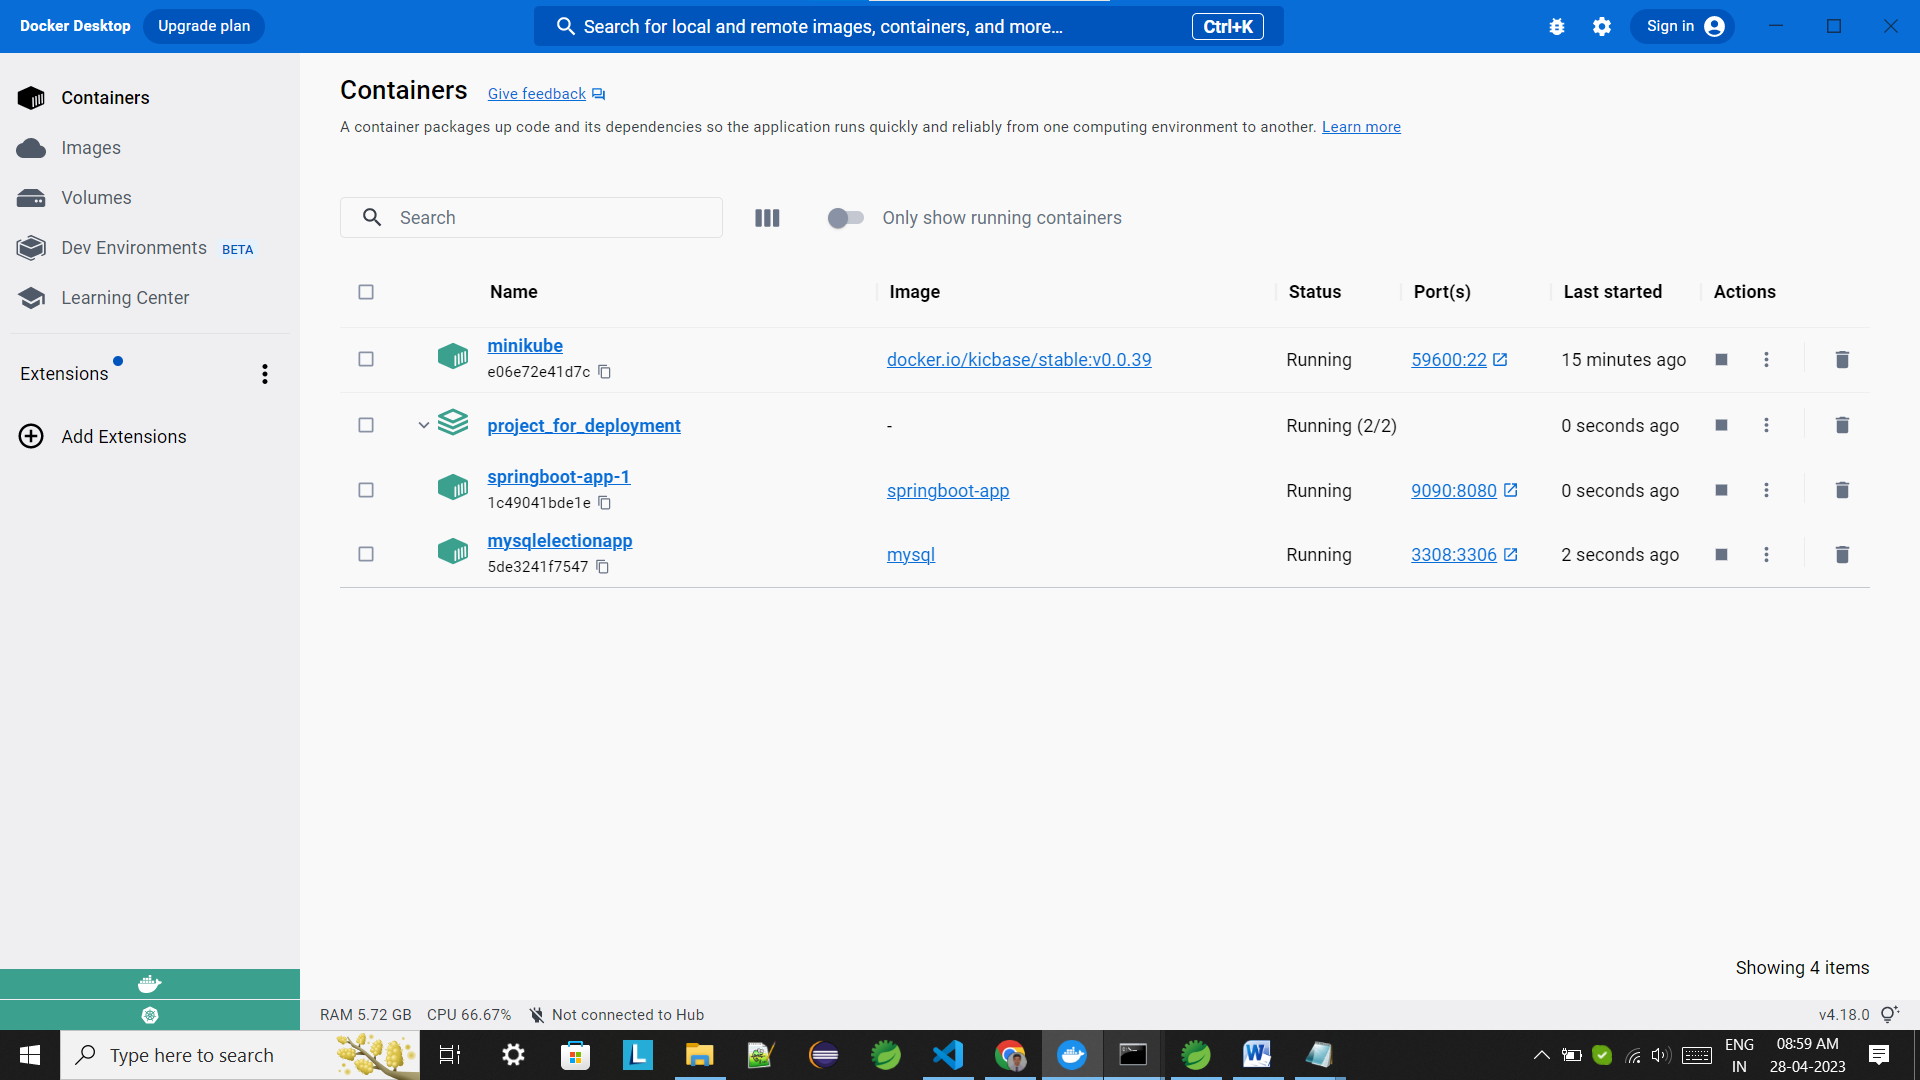 Docker Desktop
Upgrade plan
Search for local and remote images, containers, and more...
Ctrl+K
Sign in
Containers
Images
Volumes
Dev Environments BETA
Learning Center
Extensions
Add Extensions
Containers
Give feedback
A container packages up code and its dependencies so the application runs quickly and reliably from one computing environment to another. Learn more
Search
Only show running containers
Name Image Status Port(s) Last started Actions
minikube
e06e72e41d7c
docker.io/kicbase/stable:v0.0.39 Running 59600:22 15 minutes ago
project_for_deployment - Running (2/2) 0 seconds ago
springboot-app-1
1c49041bde1e
springboot-app Running 9090:8080 0 seconds ago
mysqlelectionapp
5de3241f7547
mysql Running 3308:3306 2 seconds ago
Showing 4 items
RAM 5.72 GB CPU 66.67% Not connected to Hub
v4.18.0
Type here to search
L
W
ENG
IN
08:59 AM
28-04-2023